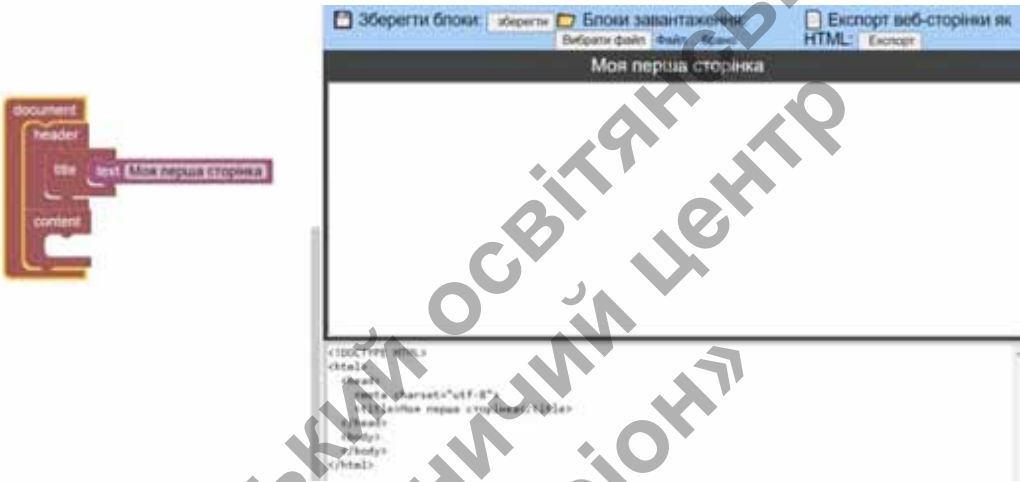 Зберегти блоки: зберегти Блоки завантаження:
Вибрати файл Файл
Експорт веб-сторінки як
HTML: Експорт
Моя перша сторінка
document
header
title text Моя перша сторінка
content
<!DOCTYPE HTML>
<html>
<head>
<meta charset="utf-8">
<title>Моя перша сторінка</title>
</head>
<body>
</body>
</html>